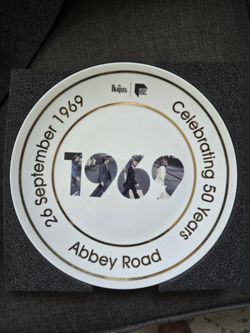 THE
BEATLES
26 September 1969
Celebrating 50 Years
1969
Abbey Road